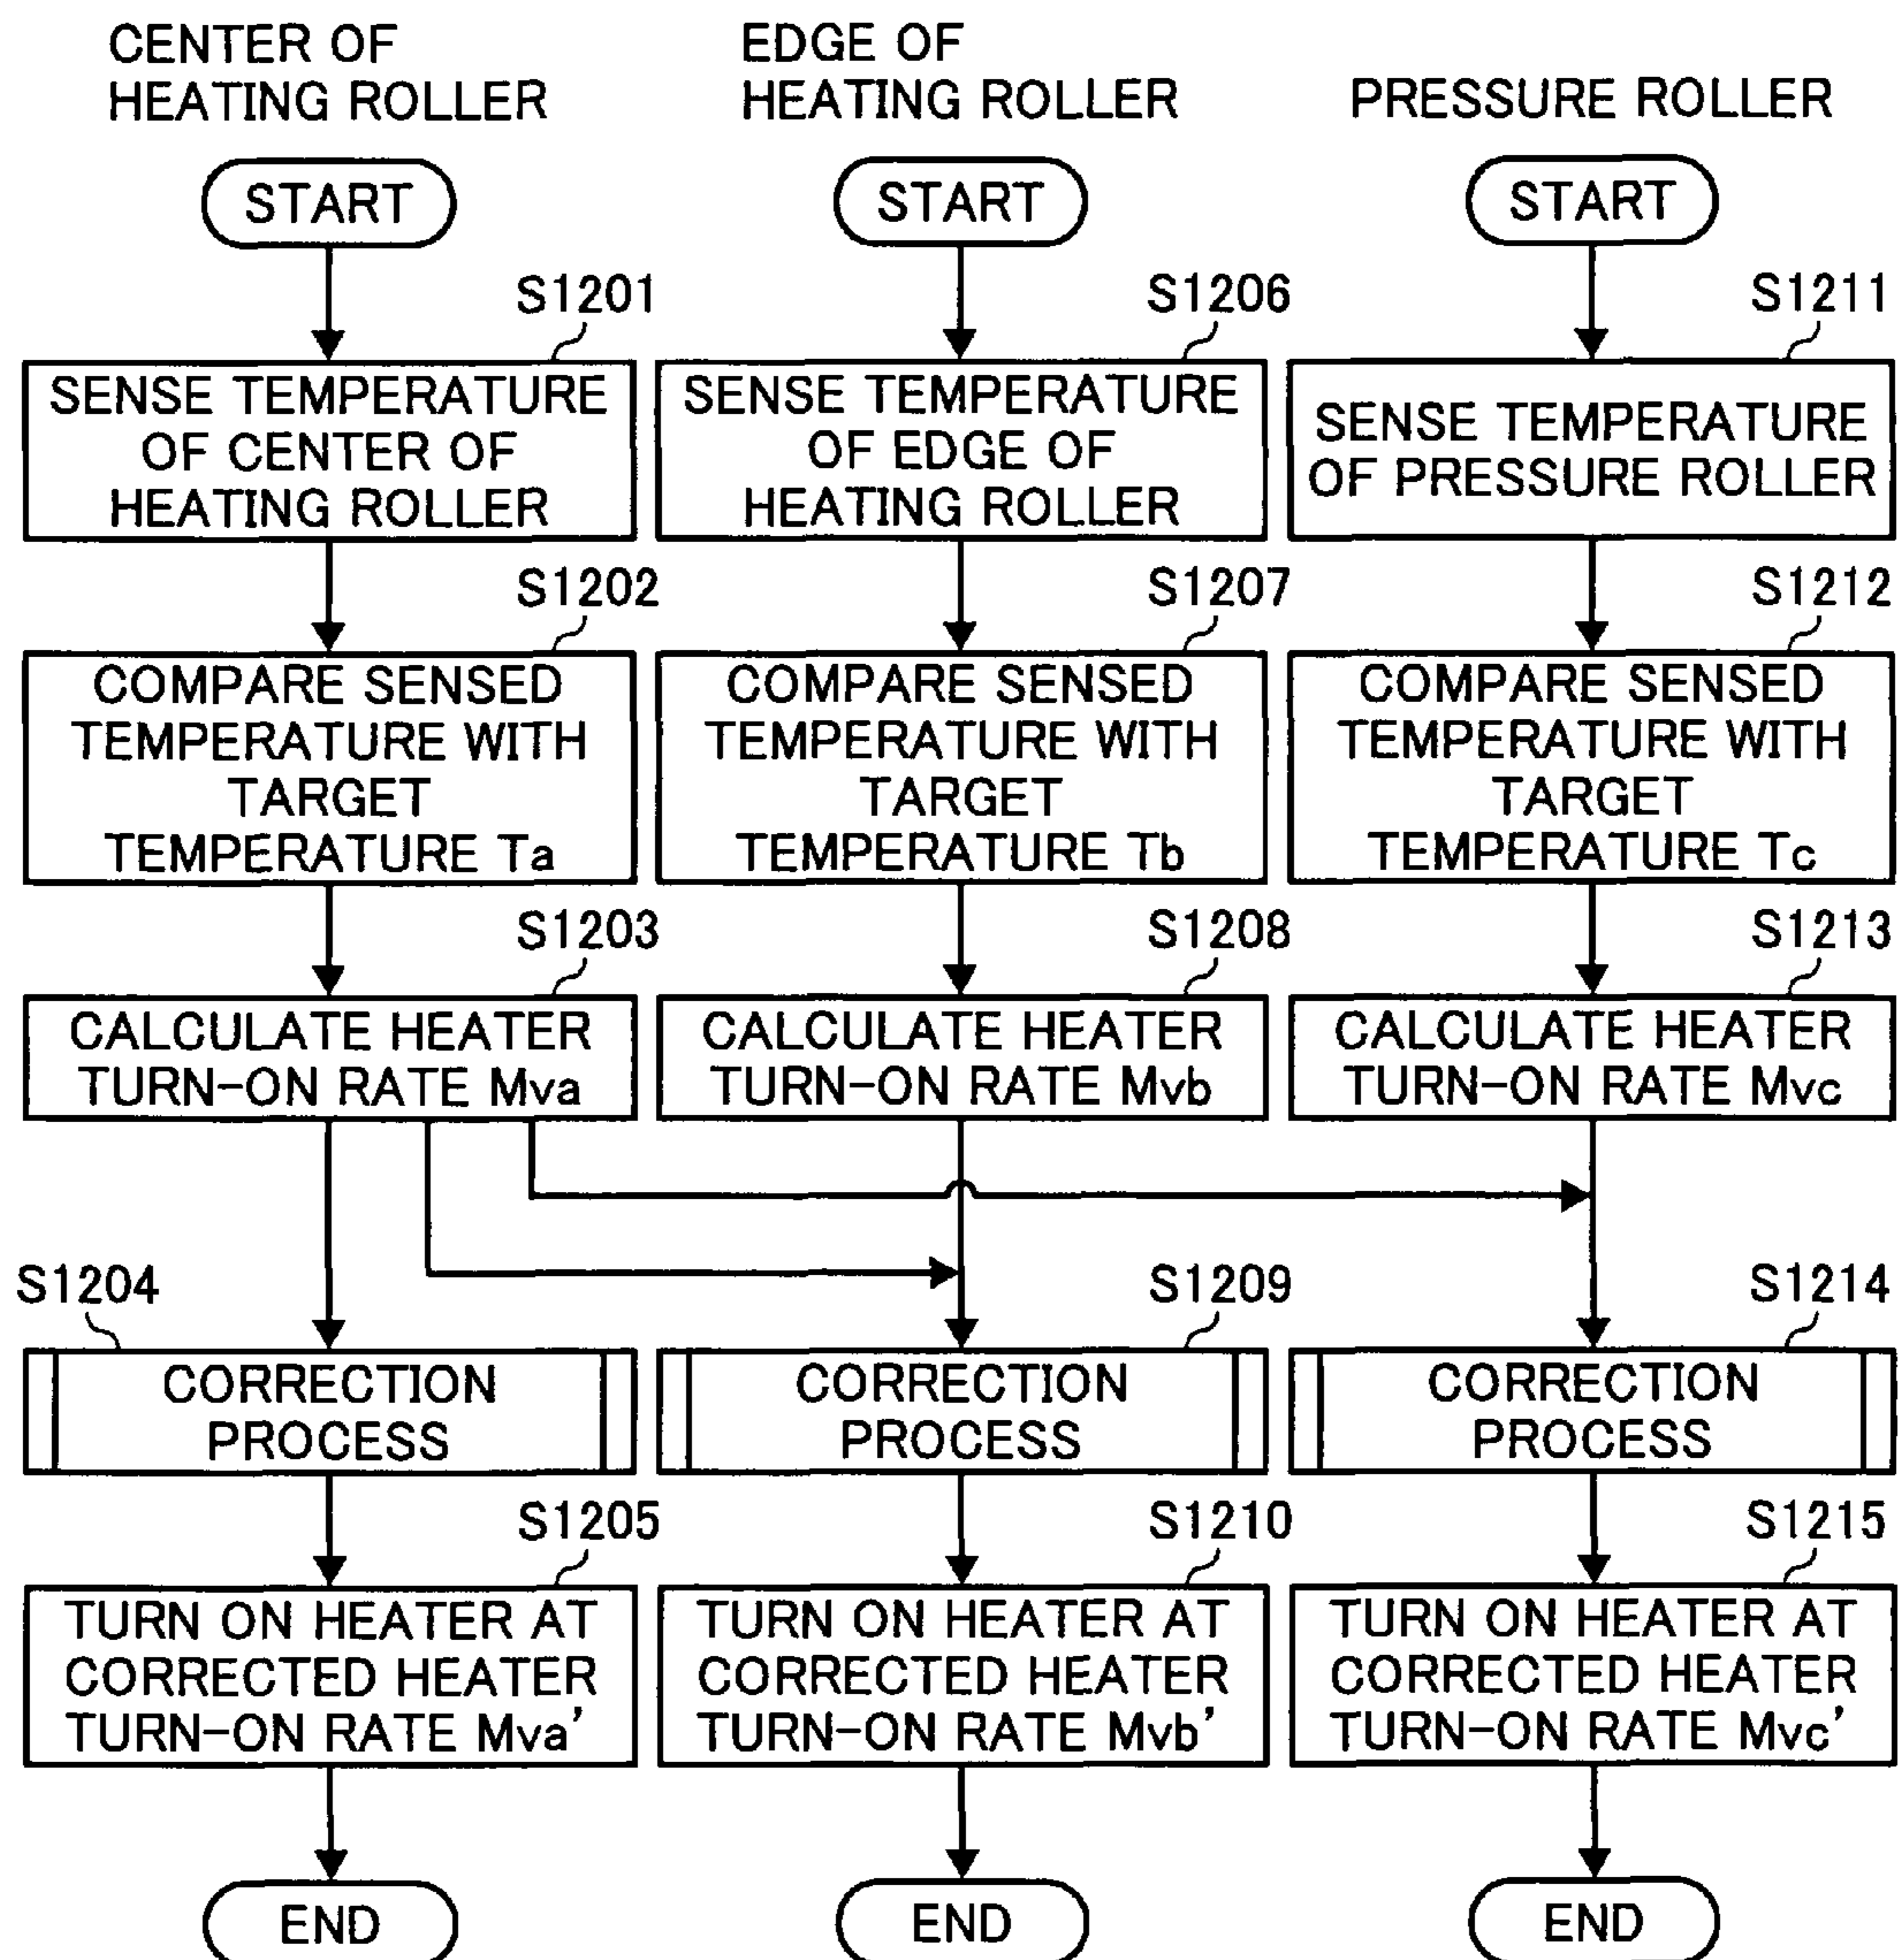 CENTER OF
HEATING ROLLER
START
S1201
SENSE TEMPERATURE
OF CENTER OF
HEATING ROLLER
S1202
COMPARE SENSED
TEMPERATURE WITH
TARGET
TEMPERATURE Ta
S1203
CALCULATE HEATER
TURN-ON RATE Mva
S1204
CORRECTION
PROCESS
S1205
TURN ON HEATER AT
CORRECTED HEATER
TURN-ON RATE Mva'
END
EDGE OF
HEATING ROLLER
START
S1206
SENSE TEMPERATURE
OF EDGE OF
HEATING ROLLER
S1207
COMPARE SENSED
TEMPERATURE WITH
TARGET
TEMPERATURE Tb
S1208
CALCULATE HEATER
TURN-ON RATE Mvb
S1209
CORRECTION
PROCESS
S1210
TURN ON HEATER AT
CORRECTED HEATER
TURN-ON RATE Mvb'
END
PRESSURE ROLLER
START
S1211
SENSE TEMPERATURE
OF PRESSURE ROLLER
S1212
COMPARE SENSED
TEMPERATURE WITH
TARGET
TEMPERATURE Tc
S1213
CALCULATE HEATER
TURN-ON RATE Mvc
S1214
CORRECTION
PROCESS
S1215
TURN ON HEATER AT
CORRECTED HEATER
TURN-ON RATE Mvc'
END